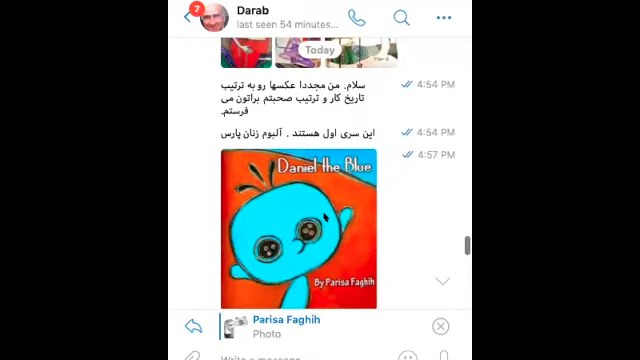 7
Darab
last seen 54 minutes...
Today
سلام. من مجددا عکسها رو به ترتیب
تاریخ کار و ترتیب صحبتم براتون می
فرستم.
4:54 PM
این سری اول هستند . آلبوم زنان پارس
4:54 PM
4:57 PM
Daniel the Blue
By Parisa Faghih
Parisa Faghih
Photo
Write a message...